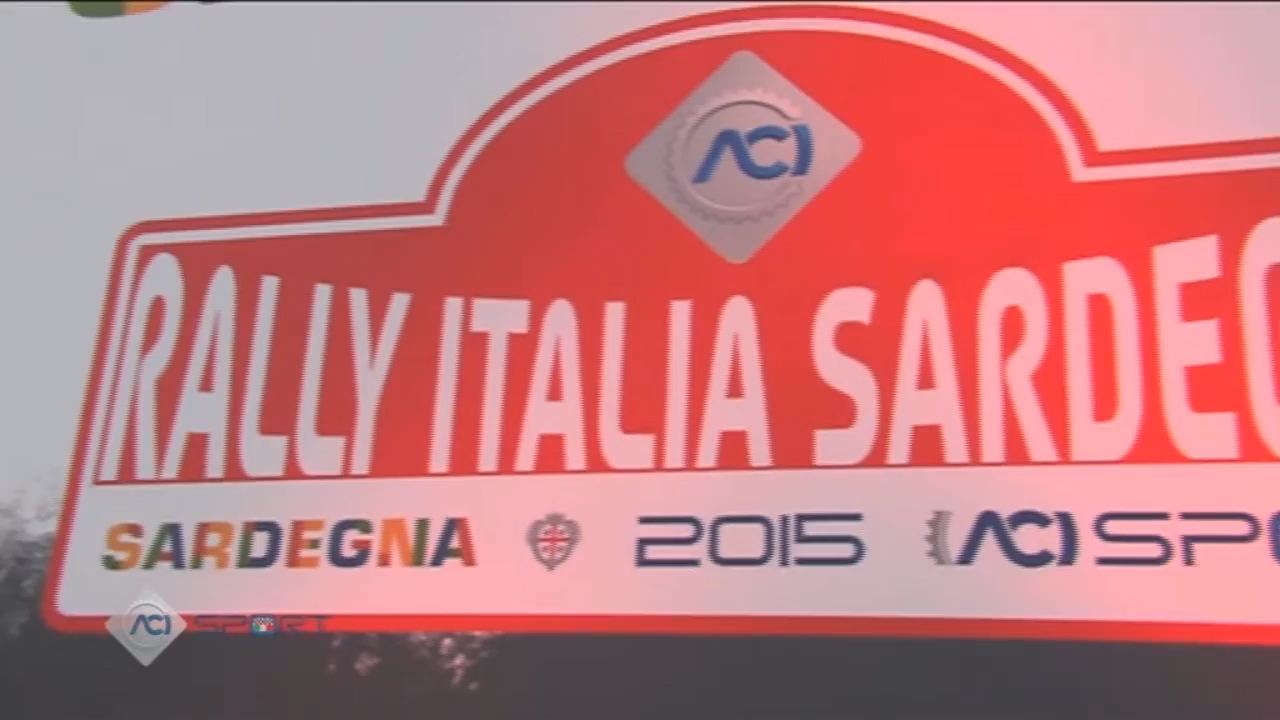 ACI
RALLY ITALIA SARDEG
SARDEGNA 2015 ACI SPO
ACI SPORT